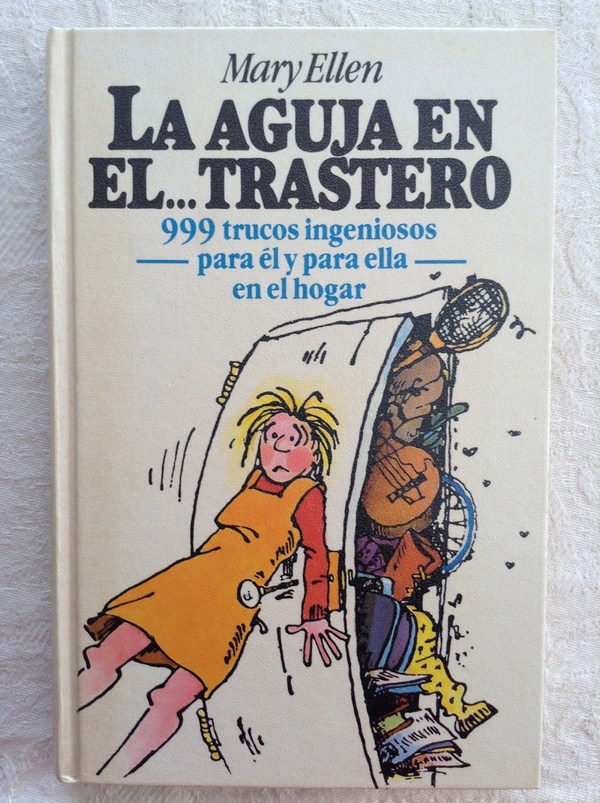 Mary Ellen
LA AGUJA EN
EL... TRASTERO
999 trucos ingeniosos
para él y para ella
en el hogar